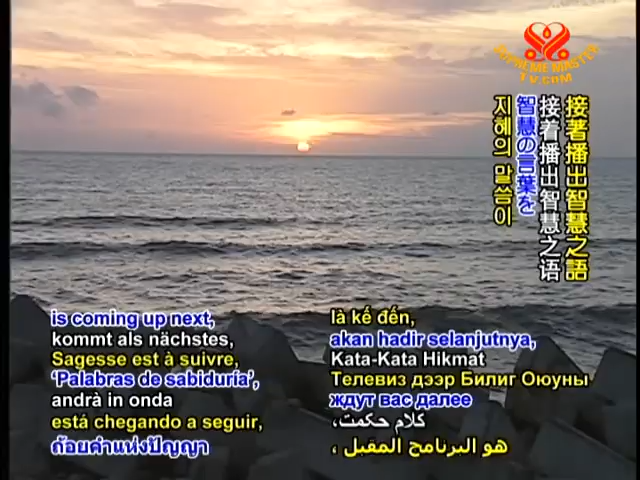 SUPREME MASTER
TV.COM
接著播出智慧之語
接着播出智慧之语
智慧の言葉を
지혜의 말씀이
is coming up next,
kommt als nächstes,
Sagesse est à suivre,
‘Palabras de sabiduría’,
andrà in onda
está chegando a seguir,
ถ้อยคำแห่งปัญญา
là kế đến,
akan hadir selanjutnya,
Kata-Kata Hikmat
Телевиз дээр Билиг Оюуны
ждут вас далее
كلام حكمت،
هو البرنامج المقبل ،